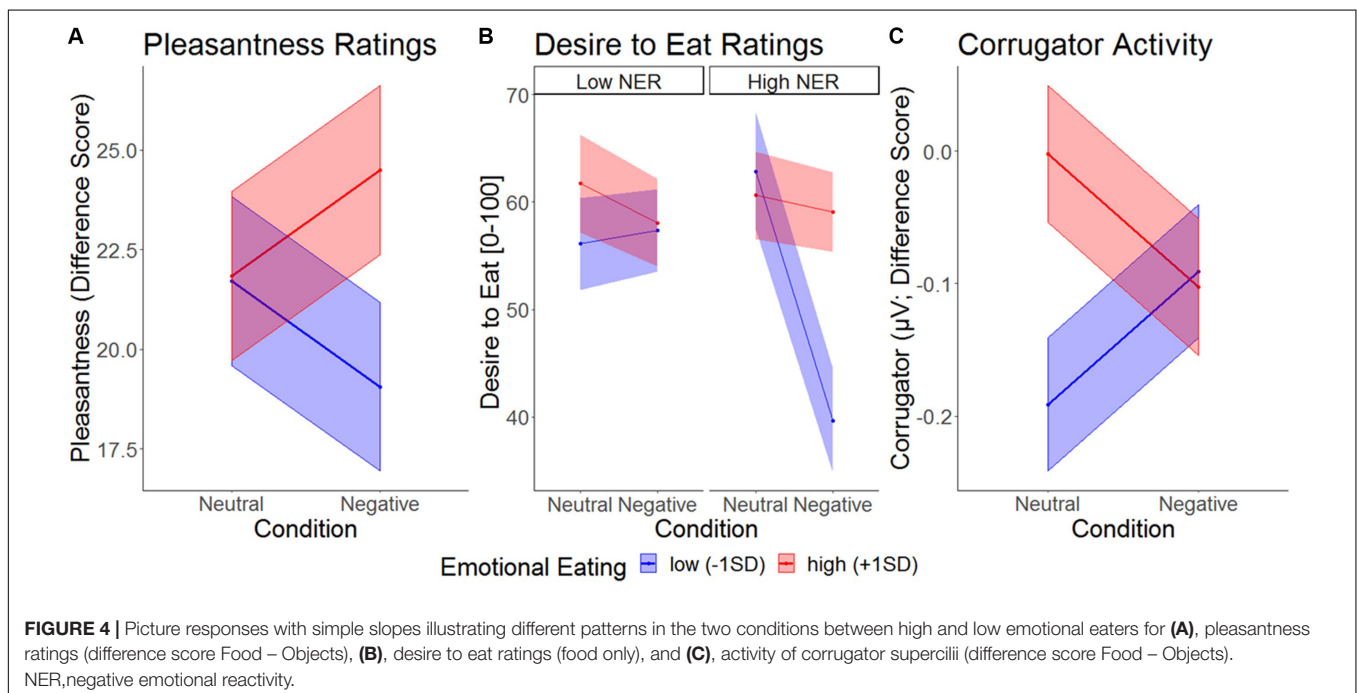 A Pleasantness Ratings
B Desire to Eat Ratings
C Corrugator Activity
Pleasantness (Difference Score)
25.0
22.5
20.0
17.5
Neutral Negative
Condition
Desire to Eat [0-100]
Low NER High NER
70
60
50
40
Neutral Negative Neutral Negative
Condition
Corrugator (µV; Difference Score)
0.0
-0.1
-0.2
Neutral Negative
Condition
Emotional Eating low (-1SD) high (+1SD)
FIGURE 4 | Picture responses with simple slopes illustrating different patterns in the two conditions between high and low emotional eaters for (A), pleasantness
ratings (difference score Food – Objects), (B), desire to eat ratings (food only), and (C), activity of corrugator supercilii (difference score Food – Objects).
NER,negative emotional reactivity.